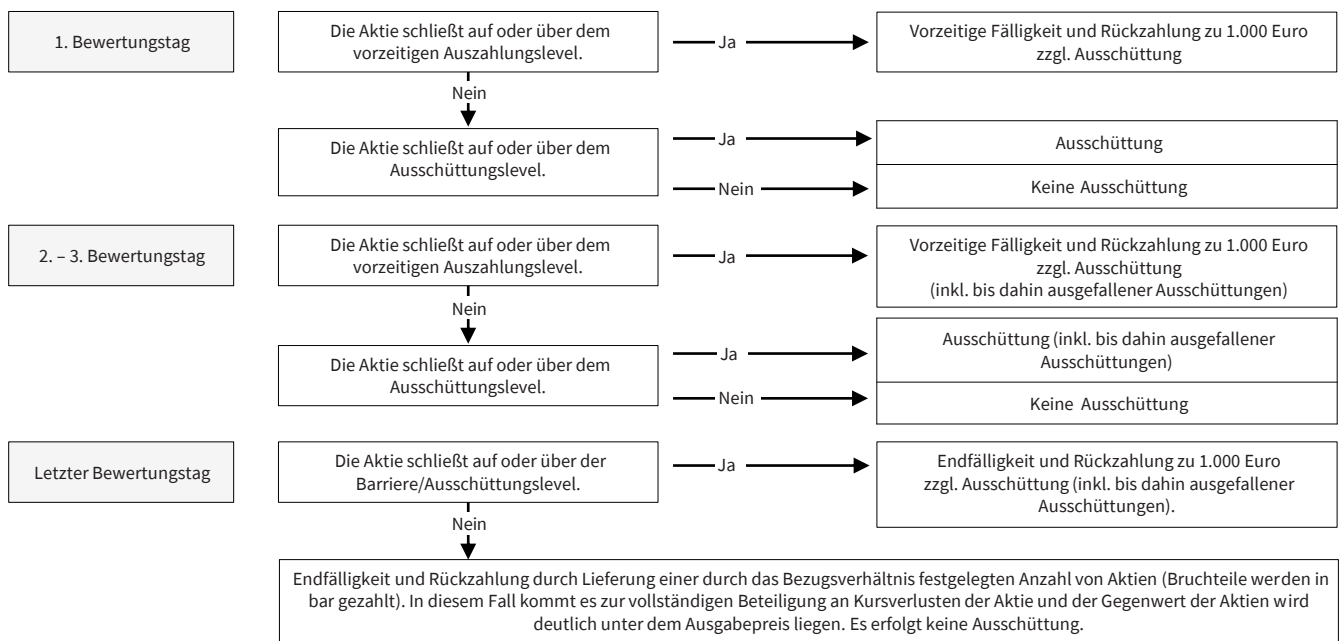 1. Bewertungstag
Die Aktie schließt auf oder über dem
vorzeitigen Auszahlungslevel.
Ja
Vorzeitige Fälligkeit und Rückzahlung zu 1.000 Euro
zzgl. Ausschüttung
Nein
Die Aktie schließt auf oder über dem
Ausschüttungslevel.
Ja
Ausschüttung
Nein
Keine Ausschüttung
2. – 3. Bewertungstag
Die Aktie schließt auf oder über dem
vorzeitigen Auszahlungslevel.
Ja
Vorzeitige Fälligkeit und Rückzahlung zu 1.000 Euro
zzgl. Ausschüttung
(inkl. bis dahin ausgefallener Ausschüttungen)
Nein
Die Aktie schließt auf oder über dem
Ausschüttungslevel.
Ja
Ausschüttung (inkl. bis dahin ausgefallener
Ausschüttungen)
Nein
Keine Ausschüttung
Letzter Bewertungstag
Die Aktie schließt auf oder über der
Barriere/Ausschüttungslevel.
Ja
Endfälligkeit und Rückzahlung zu 1.000 Euro
zzgl. Ausschüttung (inkl. bis dahin ausgefallener
Ausschüttungen).
Nein
Endfälligkeit und Rückzahlung durch Lieferung einer durch das Bezugsverhältnis festgelegten Anzahl von Aktien (Bruchteile werden in
bar gezahlt). In diesem Fall kommt es zur vollständigen Beteiligung an Kursverlusten der Aktie und der Gegenwert der Aktien wird
deutlich unter dem Ausgabepreis liegen. Es erfolgt keine Ausschüttung.